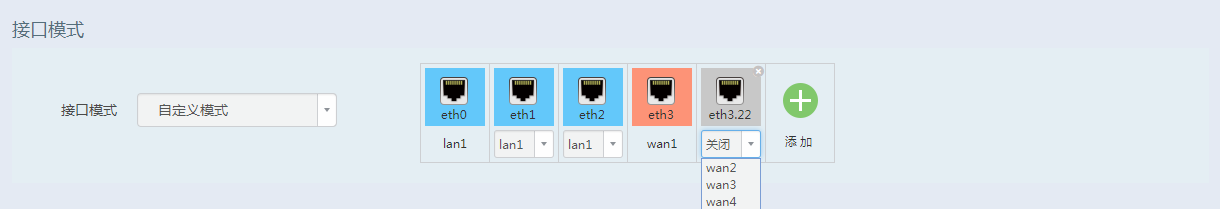 接口模式
接口模式 自定义模式
eth0 eth1 eth2 eth3 eth3.22
lan1 lan1 lan1 wan1 关闭 添加
wan2
wan3
wan4